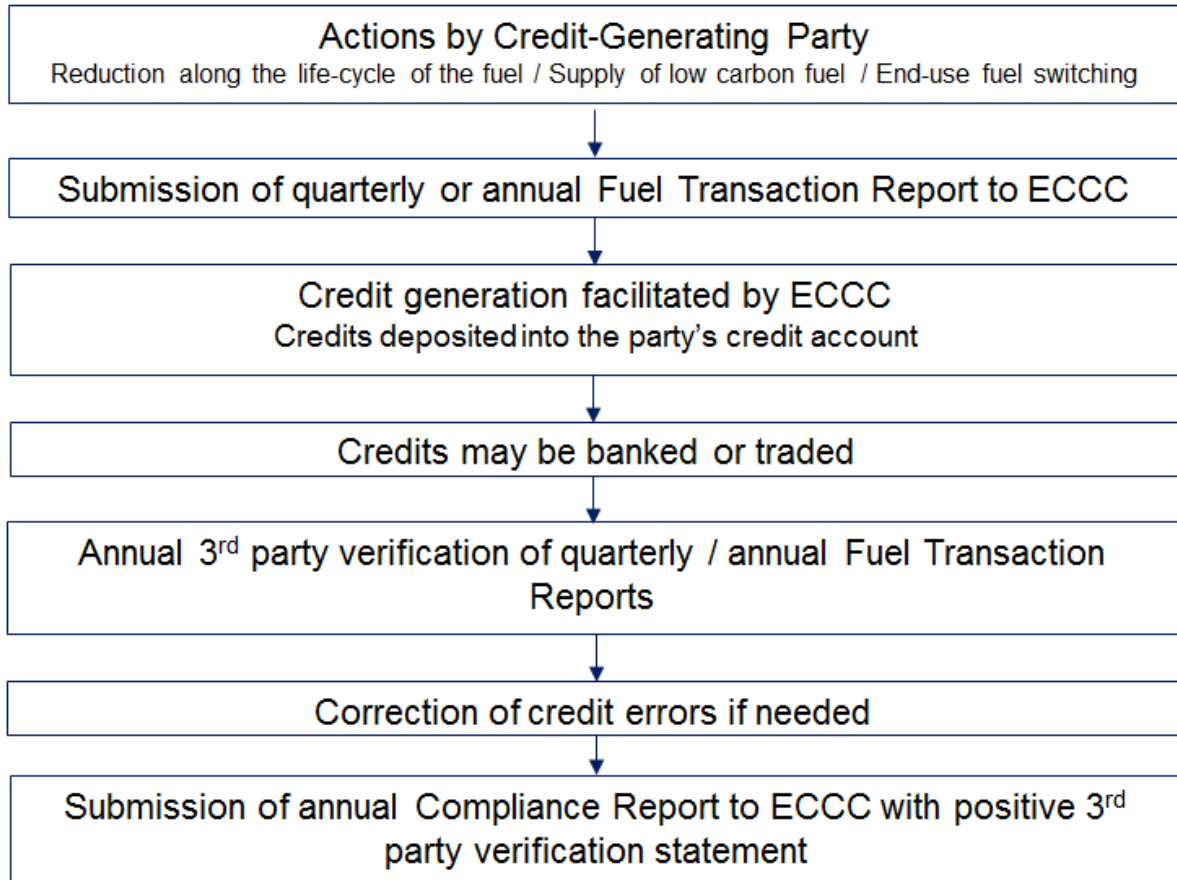 Actions by Credit-Generating Party
Reduction along the life-cycle of the fuel / Supply of low carbon fuel / End-use fuel switching
Submission of quarterly or annual Fuel Transaction Report to ECCC
Credit generation facilitated by ECCC
Credits deposited into the party’s credit account
Credits may be banked or traded
Annual 3rd party verification of quarterly / annual Fuel Transaction
Reports
Correction of credit errors if needed
Submission of annual Compliance Report to ECCC with positive 3rd
party verification statement